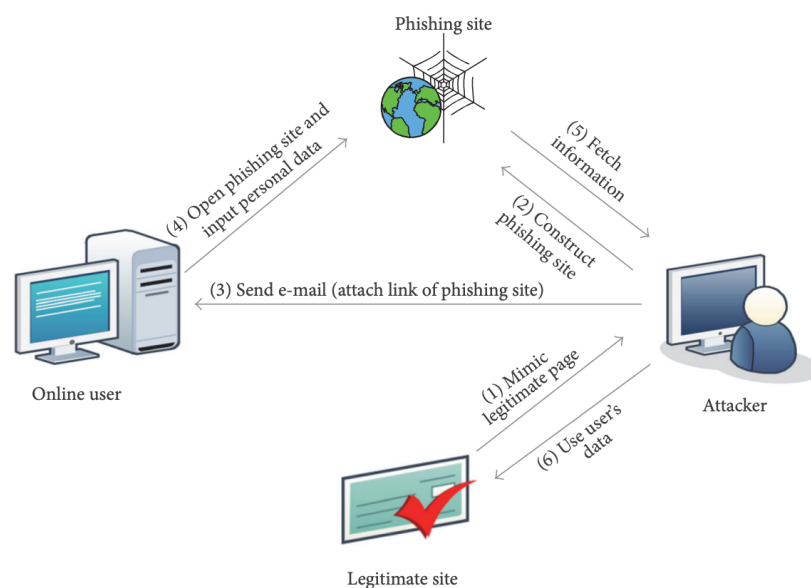 Phishing site
(4) Open phishing site and
input personal data
(5) Fetch
information
(2) Construct
phishing site
(3) Send e-mail (attach link of phishing site)
Online user
(1) Mimic
legitimate page
Attacker
(6) Use user's
data
Legitimate site